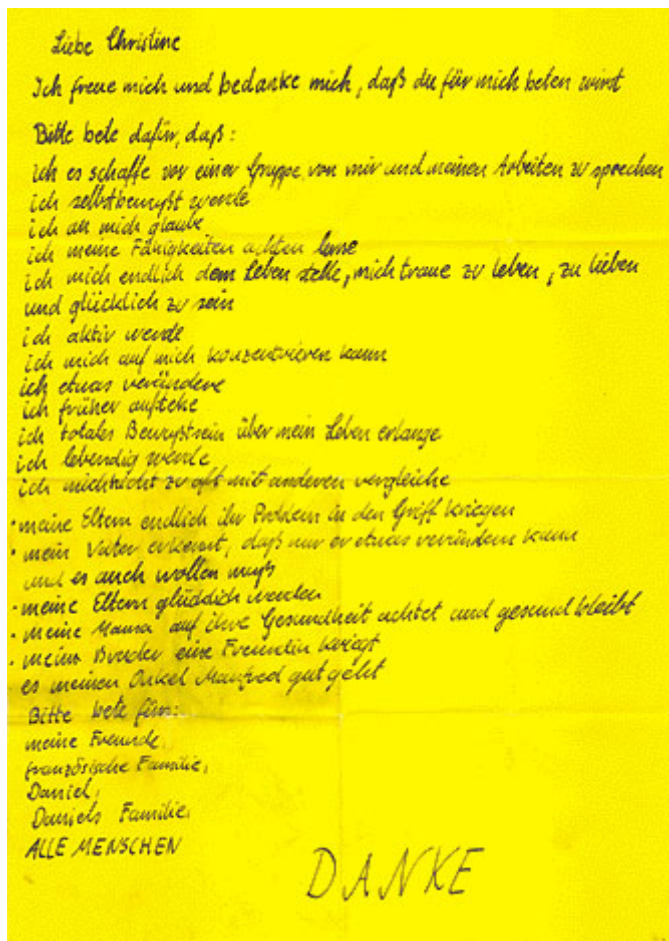 Liebe Christine
Ich freue mich und bedanke mich, daß du für mich beten wirst
Bitte bete dafür, daß:
ich es schaffe vor einer Gruppe von mir und meinen Arbeiten zu sprechen
ich selbstbewußt werde
ich an mich glaube
ich meine Fähigkeiten achten lerne
ich mich endlich dem Leben stelle, mich traue zu leben, zu lieben
und glücklich zu sein
ich aktiv werde
ich mich auf mich konzentrieren kann
ich etwas verändere
ich früher aufstehe
ich totales Bewußtsein über mein Leben erlange
ich lebendig werde
ich mich nicht zu oft mit anderen vergleiche
• meine Eltern endlich ihr Problem in den Griff kriegen
• mein Vater erkennt, daß nur er etwas verändern kann
und es auch wollen muß
• meine Eltern glücklich werden
• meine Mama auf ihre Gesundheit achtet und gesund bleibt
• mein Bruder eine Freundin kriegt
es meinen Onkel Manfred gut geht
Bitte bete für:
meine Freunde,
französische Familie,
Daniel,
Daniels Familie,
ALLE MENSCHEN
DANKE